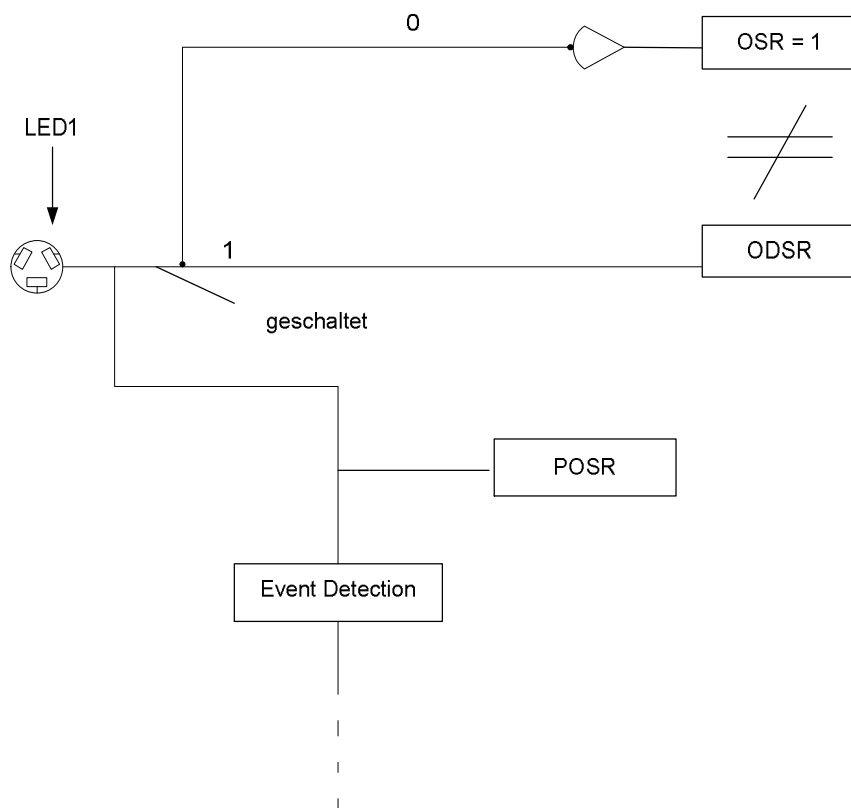 0
OSR = 1
LED1
1
ODSR
geschaltet
POSR
Event Detection